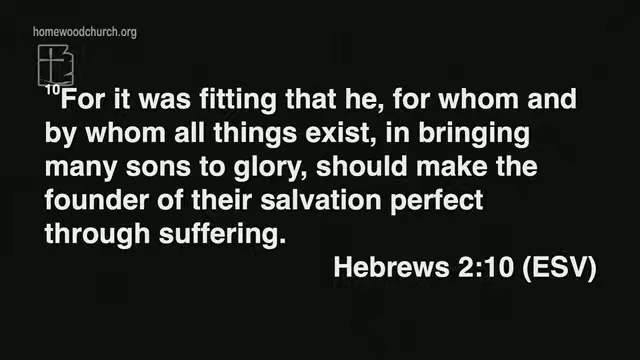 homewoodchurch.org
10For it was fitting that he, for whom and
by whom all things exist, in bringing
many sons to glory, should make the
founder of their salvation perfect
through suffering.
Hebrews 2:10 (ESV)